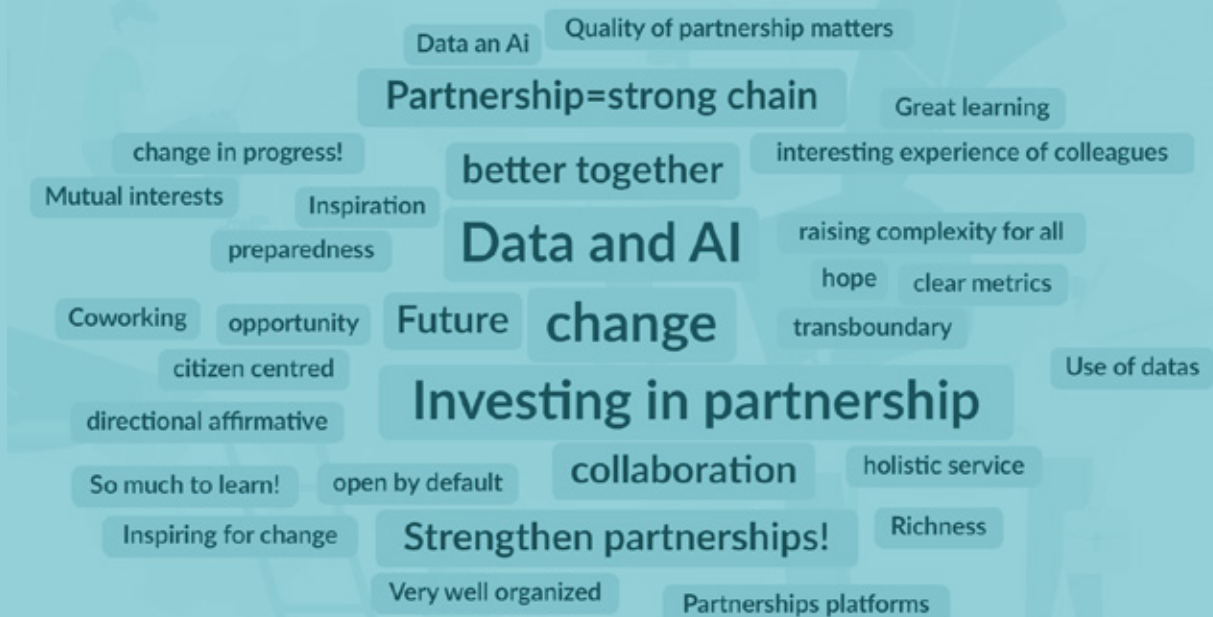 Quality of partnership matters
Data an Ai
Partnership=strong chain
Great learning
change in progress!
better together
interesting experience of colleagues
Mutual interests
Inspiration
preparedness
Data and AI
raising complexity for all
hope
clear metrics
Coworking
opportunity
Future
change
transboundary
citizen centred
Use of datas
Investing in partnership
directional affirmative
So much to learn!
open by default
collaboration
holistic service
Inspiring for change
Strengthen partnerships!
Richness
Very well organized
Partnerships platforms